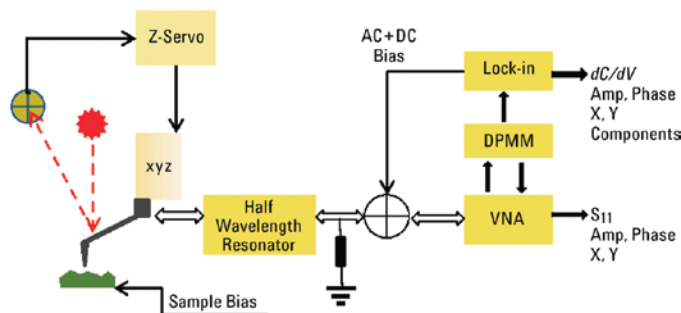 Z-Servo
AC+DC
Bias
Lock-in
dC/dV
Amp, Phase
X, Y
Components
DPMM
xyz
Half
Wavelength
Resonator
VNA
S₁₁
Amp, Phase
X, Y
Sample Bias